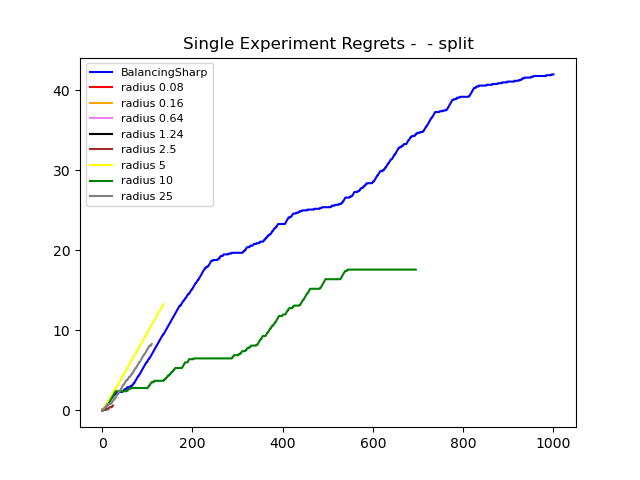 Single Experiment Regrets -  - split
BalancingSharp
radius 0.08
radius 0.16
radius 0.64
radius 1.24
radius 2.5
radius 5
radius 10
radius 25
40
30
20
10
0
0 200 400 600 800 1000